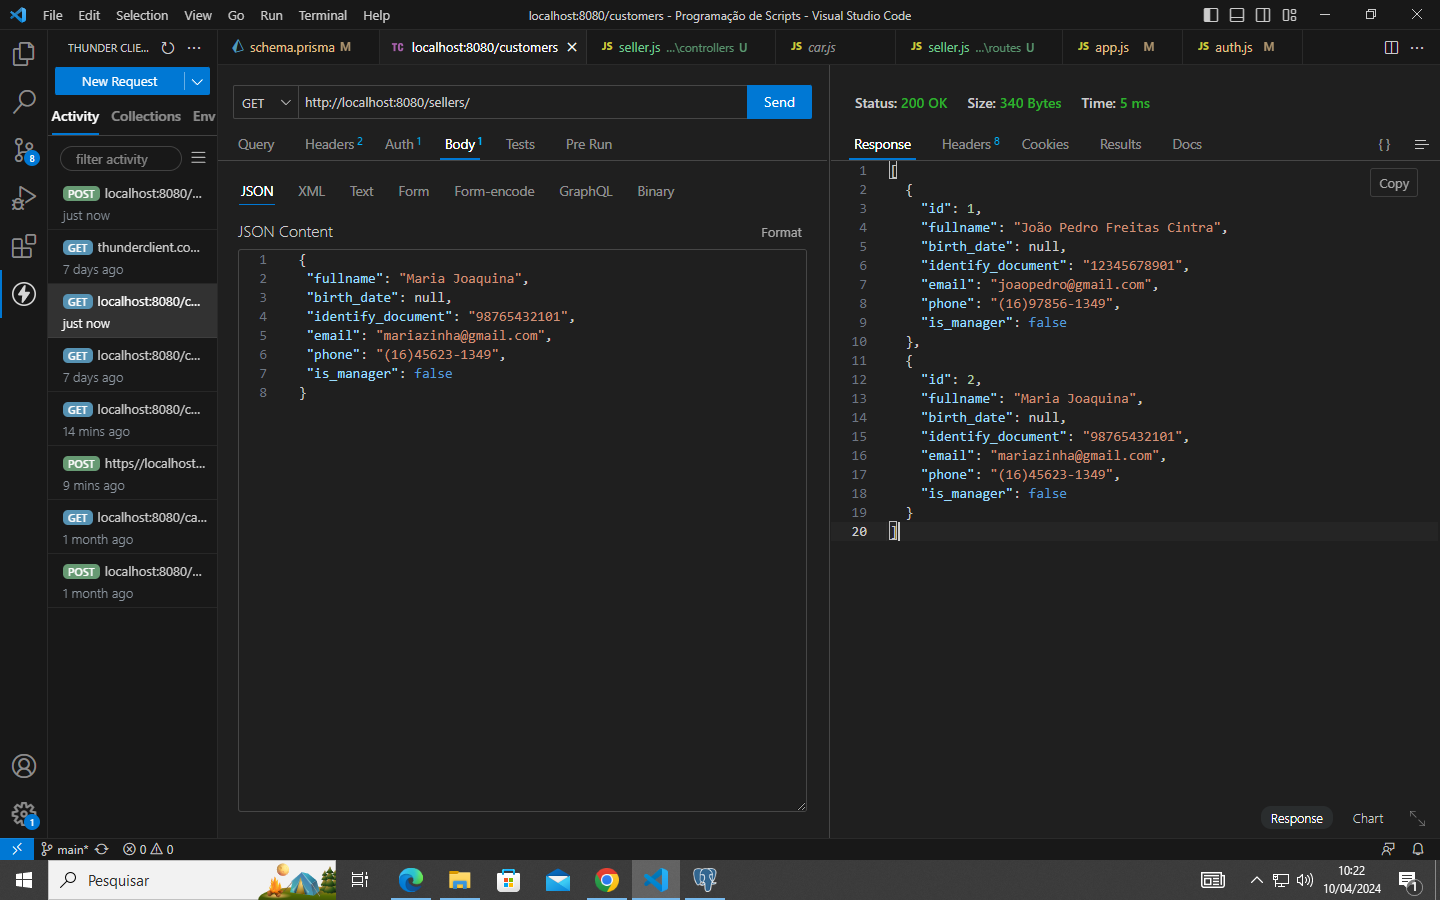 File Edit Selection View Go Run Terminal Help
localhost:8080/customers - Programação de Scripts - Visual Studio Code
THUNDER CLIE... ···
schema.prisma M
TC localhost:8080/customers
JS seller.js ...\controllers U
JS car.js
JS seller.js ...\routes U
JS app.js M
JS auth.js M
New Request
Activity Collections Env
filter activity
POST localhost:8080/...
just now
GET thunderclient.co...
7 days ago
GET localhost:8080/c...
just now
GET localhost:8080/c...
7 days ago
GET localhost:8080/c...
14 mins ago
POST https//localhost...
9 mins ago
GET localhost:8080/ca...
1 month ago
POST localhost:8080/...
1 month ago
8
1
GET http://localhost:8080/sellers/ Send
Query Headers 2 Auth 1 Body 1 Tests Pre Run
JSON XML Text Form Form-encode GraphQL Binary
JSON Content Format
1 {
2 "fullname": "Maria Joaquina",
3 "birth_date": null,
4 "identify_document": "98765432101",
5 "email": "mariazinha@gmail.com",
6 "phone": "(16)45623-1349",
7 "is_manager": false
8 }
Status: 200 OK Size: 340 Bytes Time: 5 ms
Response Headers 8 Cookies Results Docs { }
Copy
1 [
2 {
3 "id": 1,
4 "fullname": "João Pedro Freitas Cintra",
5 "birth_date": null,
6 "identify_document": "12345678901",
7 "email": "joaopedro@gmail.com",
8 "phone": "(16)97856-1349",
9 "is_manager": false
10 },
11 {
12 "id": 2,
13 "fullname": "Maria Joaquina",
14 "birth_date": null,
15 "identify_document": "98765432101",
16 "email": "mariazinha@gmail.com",
17 "phone": "(16)45623-1349",
18 "is_manager": false
19 }
20 ]
Response Chart
main* 0 0
Pesquisar
10:22
10/04/2024
1